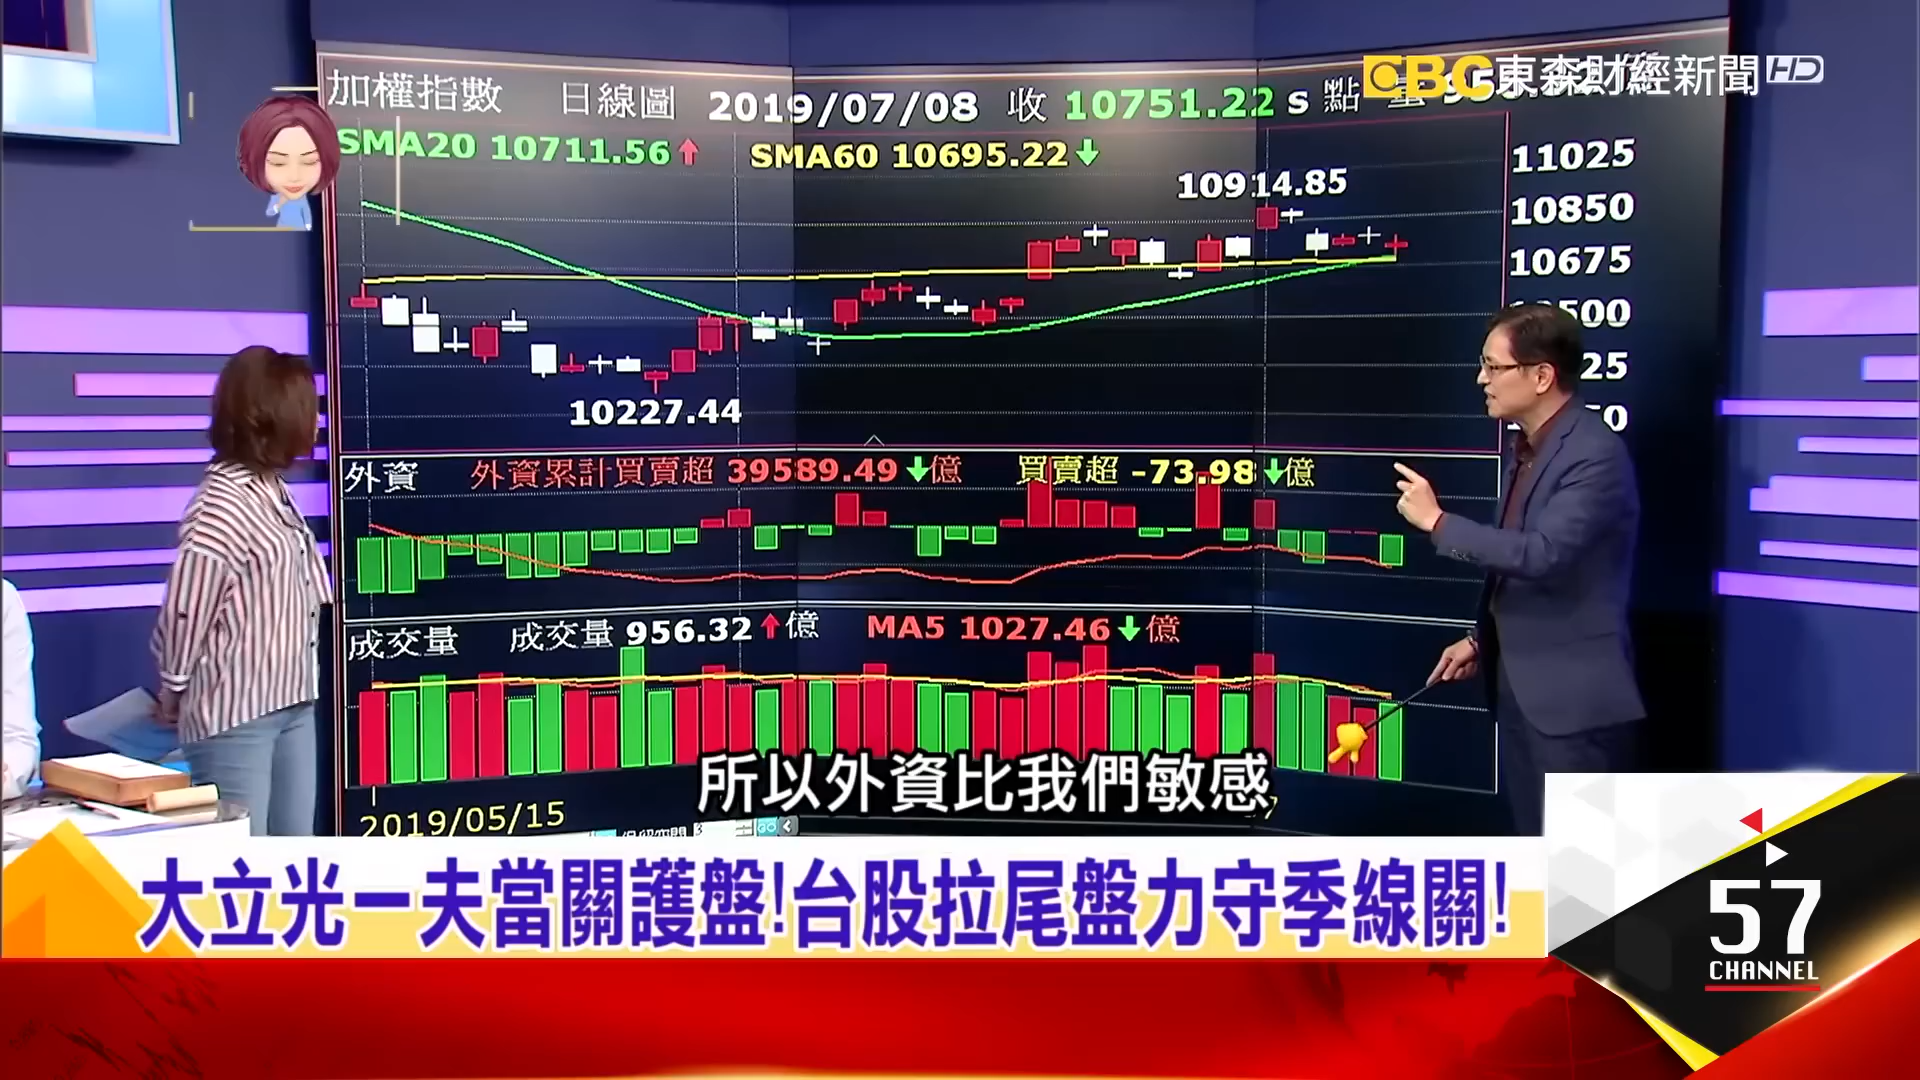 EBC 東森財經新聞 HD
加權指數 日線圖 2019/07/08 收 10751.22 s 點
SMA20 10711.56 SMA60 10695.22
10914.85
11025
10850
10675
10227.44
外資 外資累計買賣超 39589.49 億 買賣超 -73.98 億
成交量 成交量 956.32 億 MA5 1027.46 億
所以外資比我們敏感
2019/05/15
大立光一夫當關護盤!台股拉尾盤力守季線關!
57
CHANNEL